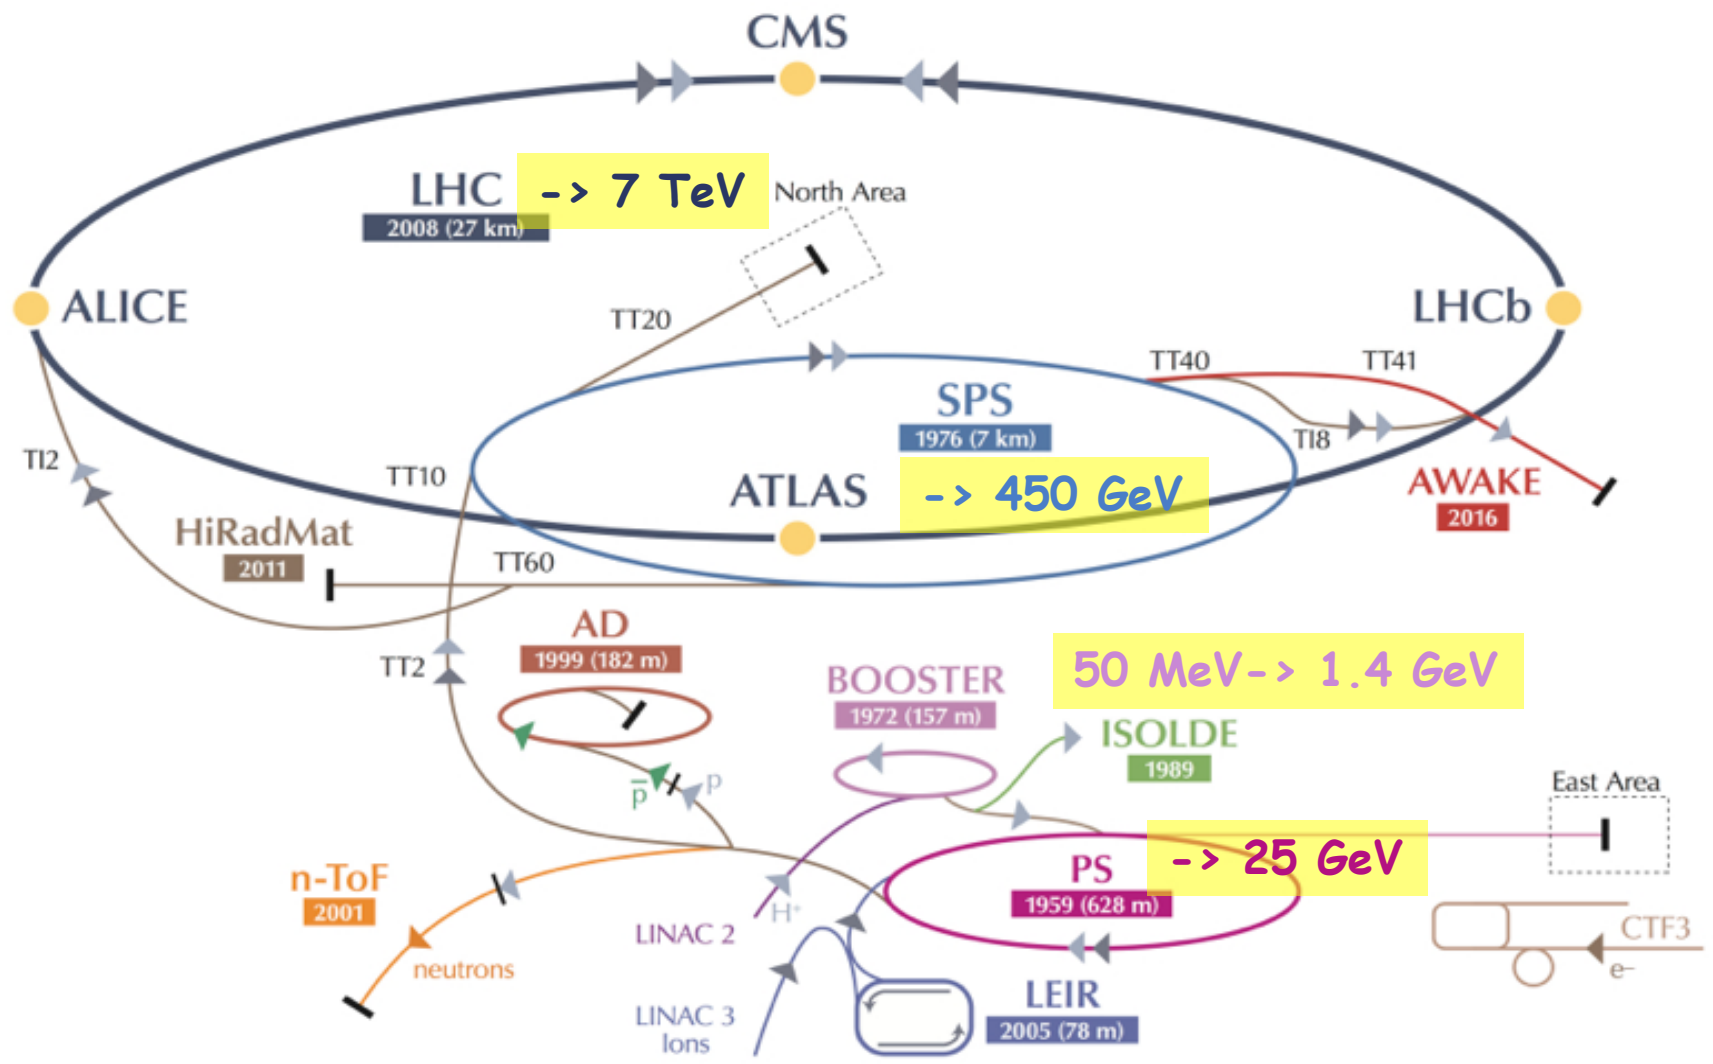 CMS
LHC
-> 7 TeV
2008 (27 km)
North Area
ALICE
LHCb
TT20
TT40
TT41
SPS
1976 (7 km)
TI8
TI2
TT10
ATLAS
-> 450 GeV
AWAKE
2016
HiRadMat
2011
TT60
AD
1999 (182 m)
TT2
BOOSTER
1972 (157 m)
50 MeV-> 1.4 GeV
ISOLDE
1989
p̅
p
East Area
n-ToF
2001
neutrons
PS
-> 25 GeV
1959 (628 m)
H⁺
LINAC 2
CTF3
e–
LEIR
2005 (78 m)
LINAC 3
Ions